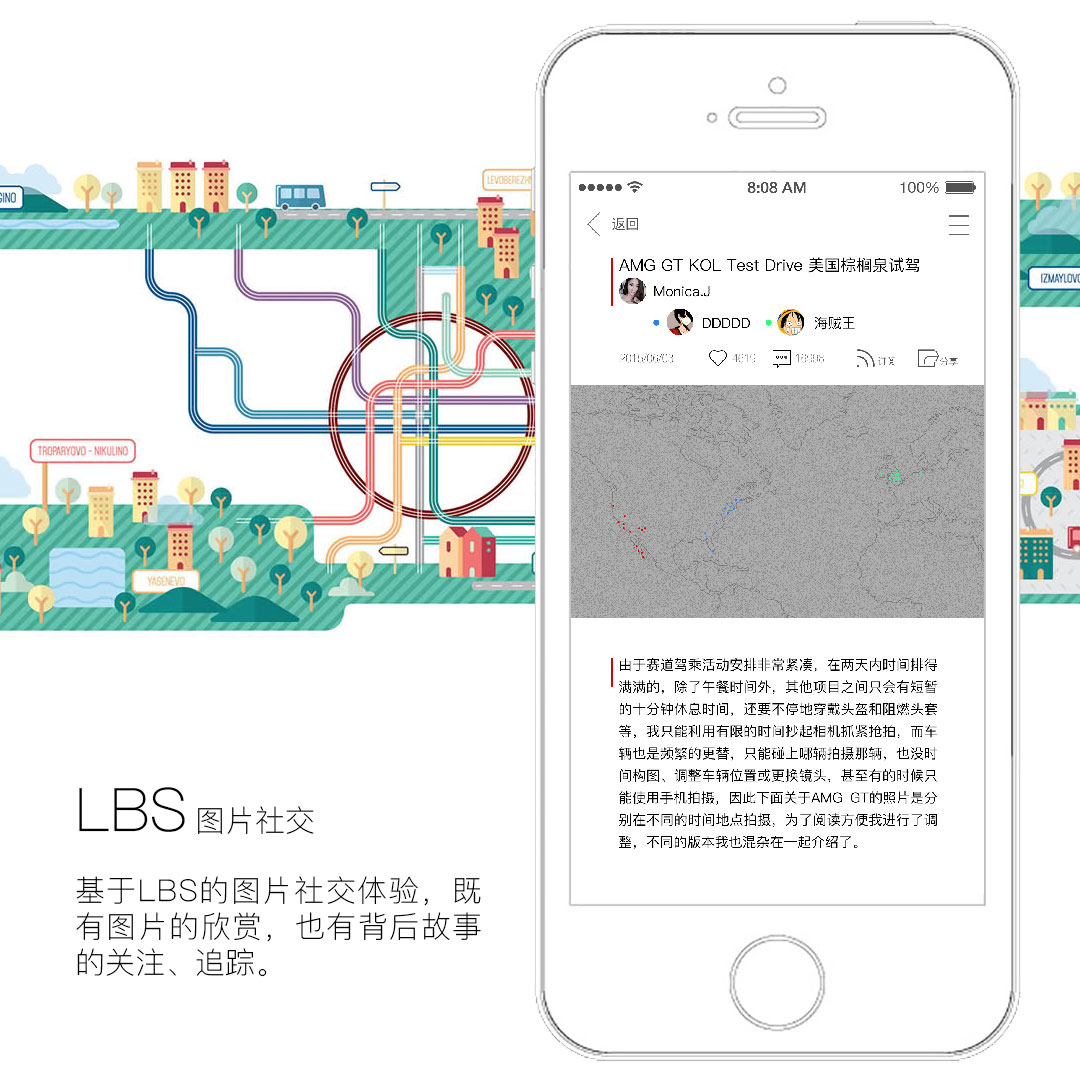 GINO
LEVOBEREZHN
IZMAYLOVO
TROPARYOVO - NIKULINO
YASENEVO
8:08 AM
100%
返回
AMG GT KOL Test Drive 美国棕榈泉试驾
Monica.J
DDDDD
海贼王
2015/06/03
4619
16998
订阅
分享
由于赛道驾乘活动安排非常紧凑，在两天内时间排得
满满的，除了午餐时间外，其他项目之间只会有短暂
的十分钟休息时间，还要不停地穿戴头盔和阻燃头套
等，我只能利用有限的时间抄起相机抓紧抢拍，而车
辆也是频繁的更替，只能碰上哪辆拍摄那辆，也没时
间构图、调整车辆位置或更换镜头，甚至有的时候只
能使用手机拍摄，因此下面关于AMG GT的照片是分
别在不同的时间地点拍摄，为了阅读方便我进行了调
整，不同的版本我也混杂在一起介绍了。
LBS 图片社交
基于LBS的图片社交体验，既
有图片的欣赏，也有背后故事
的关注、追踪。